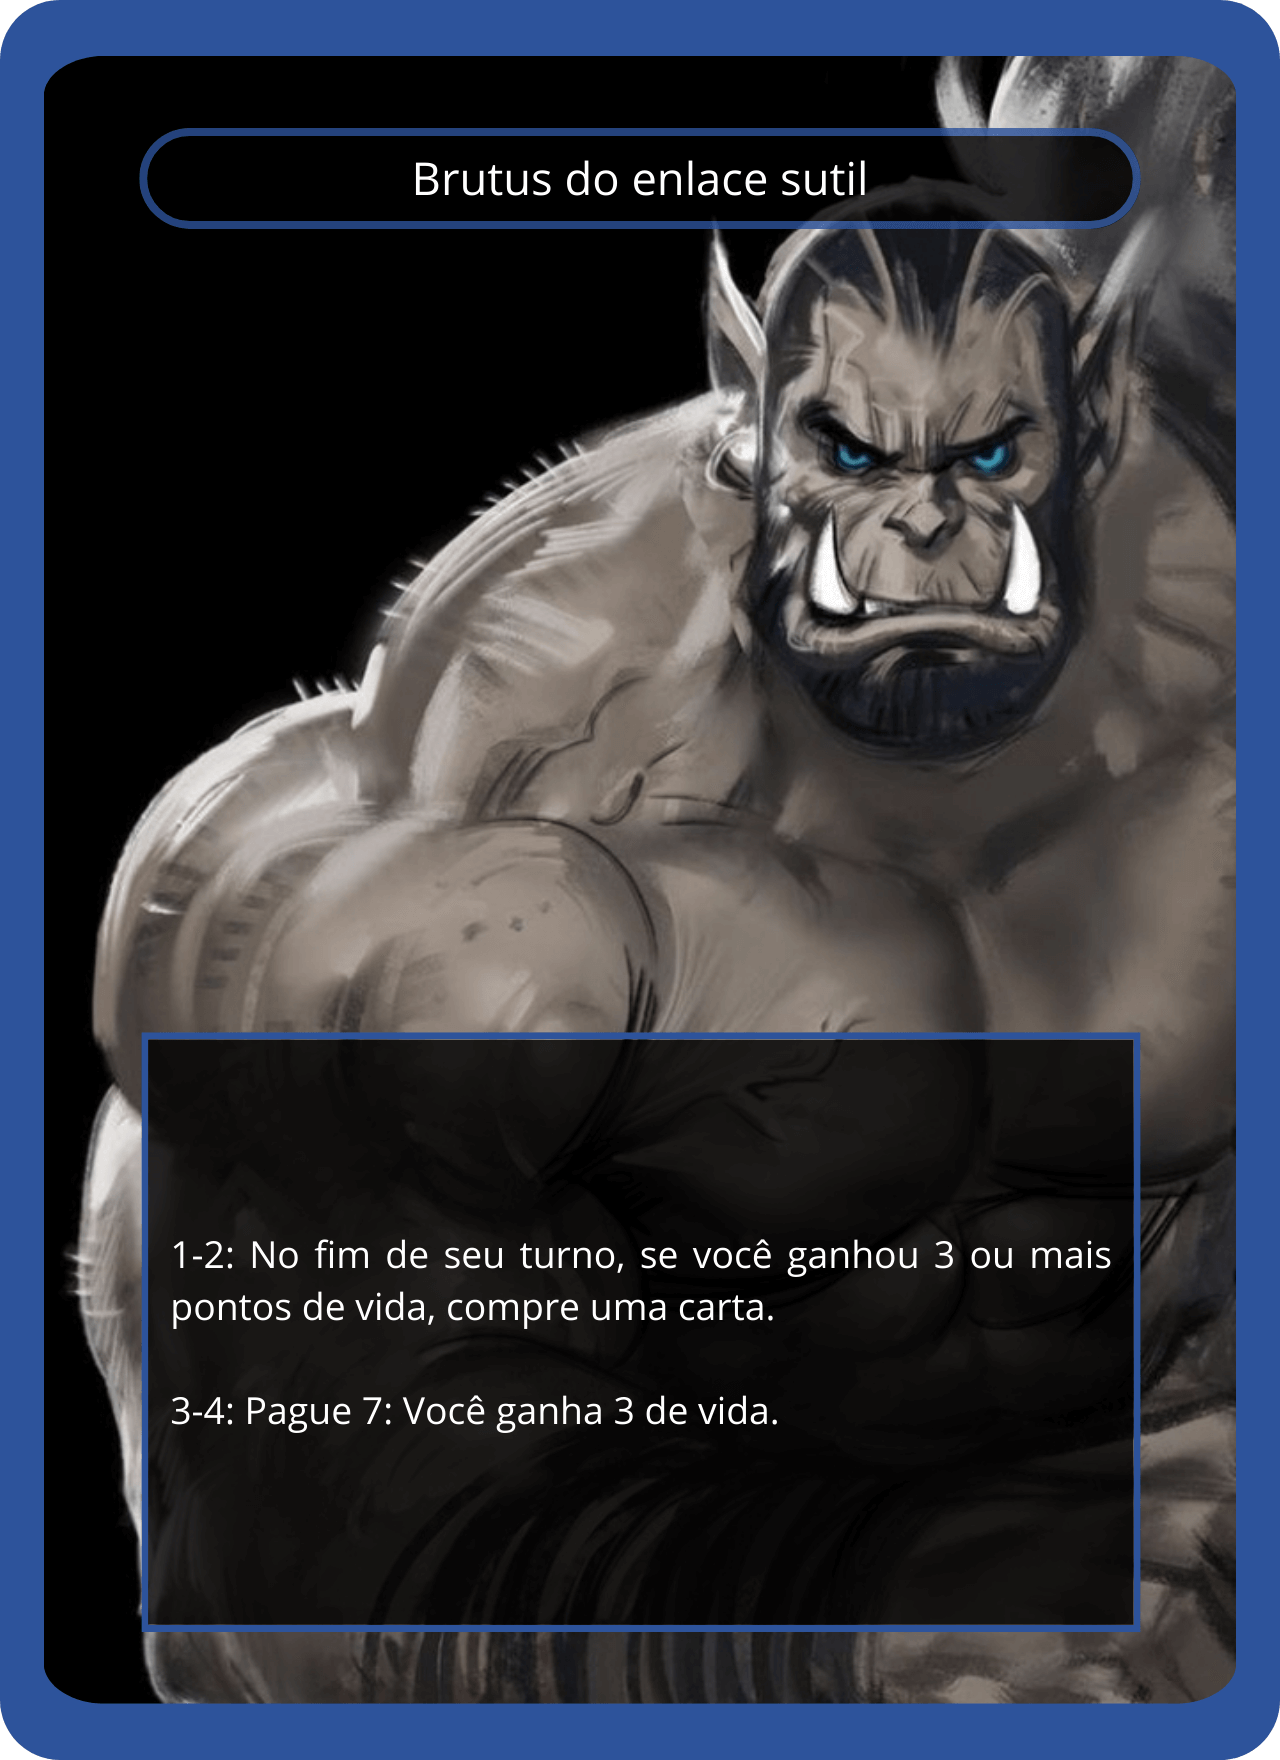 Brutus do enlace sutil
1-2: No fim de seu turno, se você ganhou 3 ou mais
pontos de vida, compre uma carta.
3-4: Pague 7: Você ganha 3 de vida.